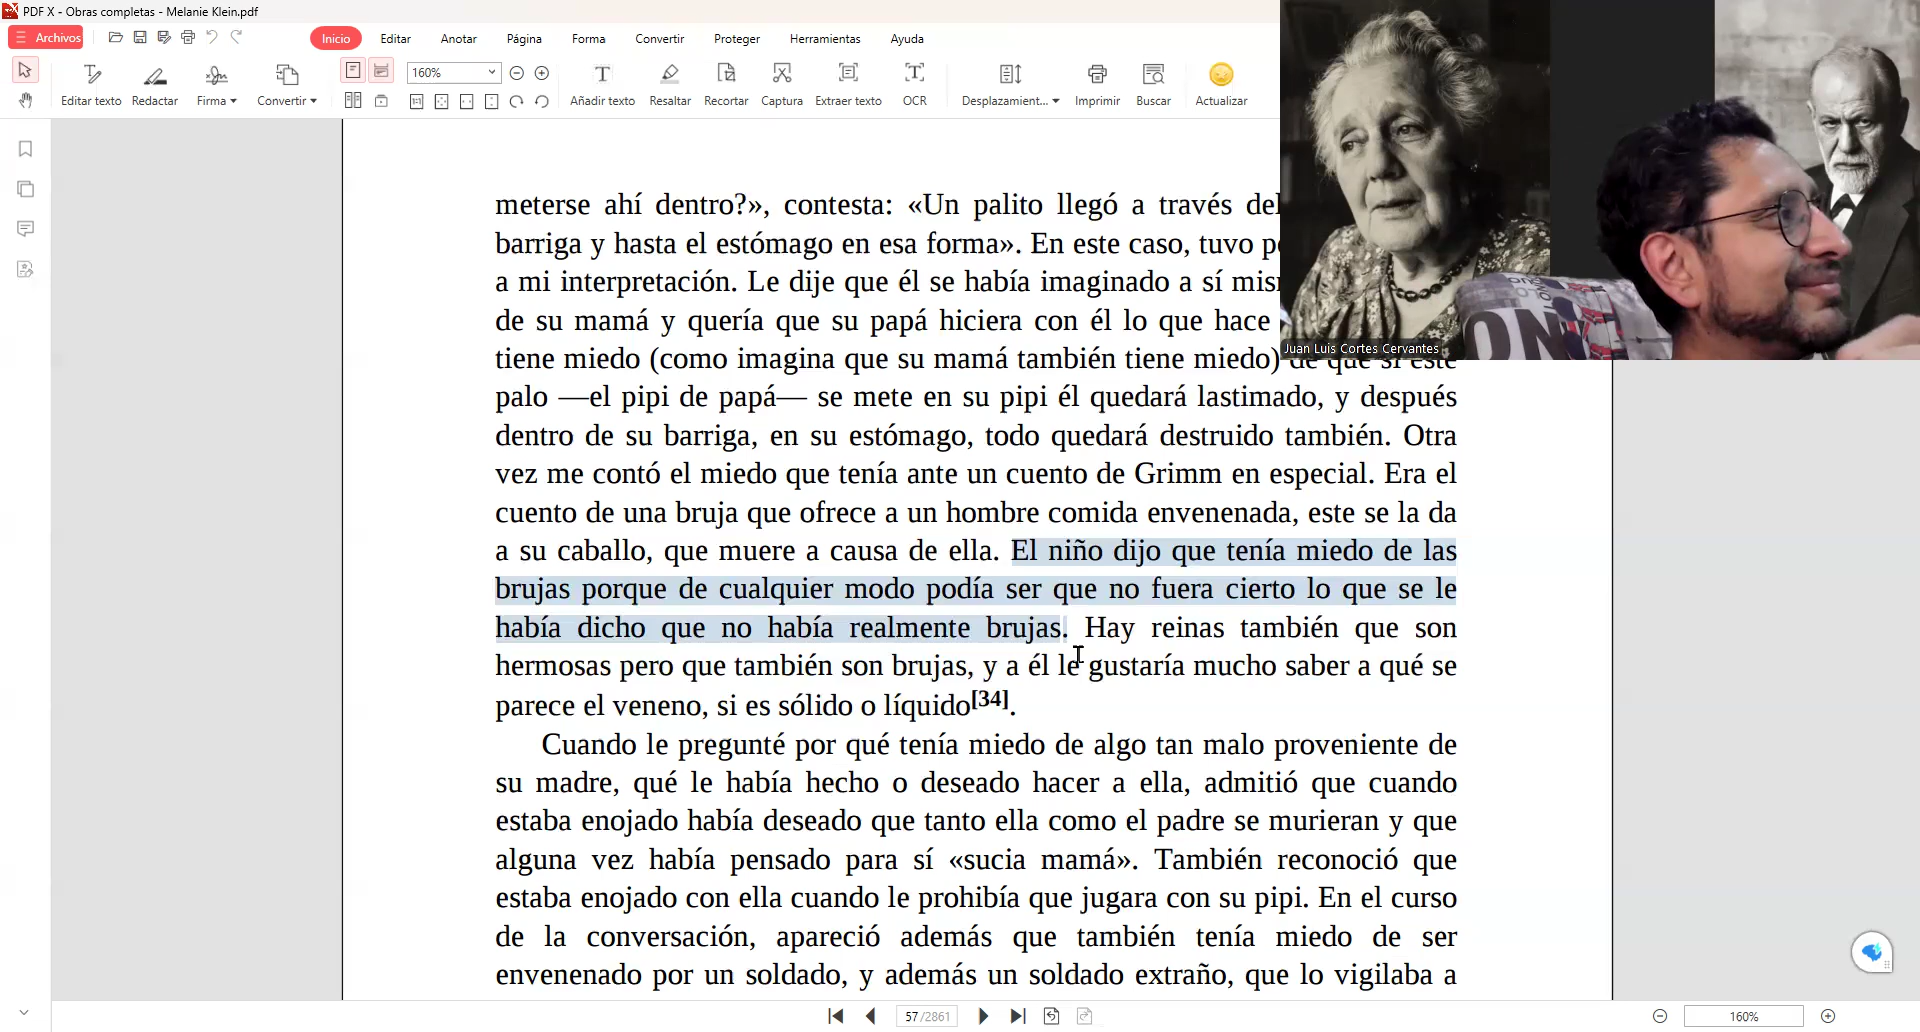 PDF X - Obras completas - Melanie Klein.pdf
Archivos
Inicio
Editar
Anotar
Página
Forma
Convertir
Proteger
Herramientas
Ayuda
160%
Editar texto
Redactar
Firma
Convertir
Añadir texto
Resaltar
Recortar
Captura
Extraer texto
OCR
Desplazamient...
Imprimir
Buscar
Actualizar
Juan Luis Cortes Cervantes
meterse ahí dentro?», contesta: «Un palito llegó a través del
barriga y hasta el estómago en esa forma». En este caso, tuvo
a mi interpretación. Le dije que él se había imaginado a sí
de su mamá y quería que su papá hiciera con él lo que hace
tiene miedo (como imagina que su mamá también tiene miedo) de que si este
palo —el pipi de papá— se mete en su pipi él quedará lastimado, y después
dentro de su barriga, en su estómago, todo quedará destruido también. Otra
vez me contó el miedo que tenía ante un cuento de Grimm en especial. Era el
cuento de una bruja que ofrece a un hombre comida envenenada, este se la da
a su caballo, que muere a causa de ella. El niño dijo que tenía miedo de las
brujas porque de cualquier modo podía ser que no fuera cierto lo que se le
había dicho que no había realmente brujas. Hay reinas también que son
hermosas pero que también son brujas, y a él le gustaría mucho saber a qué se
parece el veneno, si es sólido o líquido[34].
Cuando le pregunté por qué tenía miedo de algo tan malo proveniente de
su madre, qué le había hecho o deseado hacer a ella, admitió que cuando
estaba enojado había deseado que tanto ella como el padre se murieran y que
alguna vez había pensado para sí «sucia mamá». También reconoció que
estaba enojado con ella cuando le prohibía que jugara con su pipi. En el curso
de la conversación, apareció además que también tenía miedo de ser
envenenado por un soldado, y además un soldado extraño, que lo vigilaba a
57 /2861
160%